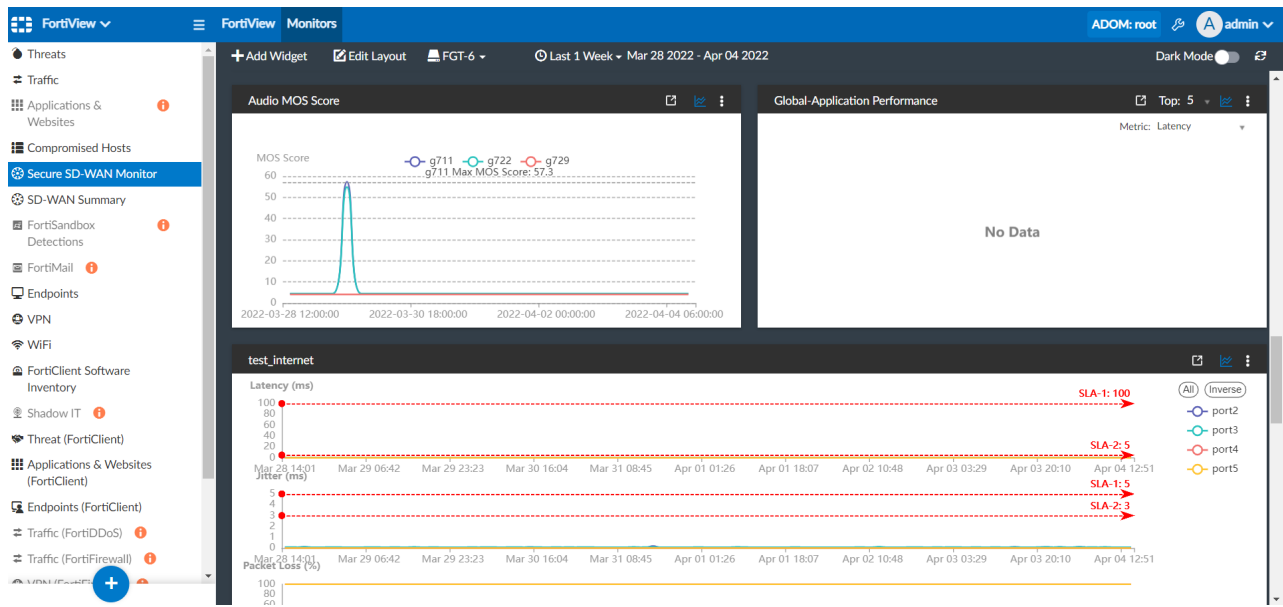 FortiView
FortiView Monitors
ADOM: root
A admin
Threats
Traffic
Applications &
Websites
Compromised Hosts
Secure SD-WAN Monitor
SD-WAN Summary
FortiSandbox
Detections
FortiMail
Endpoints
VPN
WiFi
FortiClient Software
Inventory
Shadow IT
Threat (FortiClient)
Applications & Websites
(FortiClient)
Endpoints (FortiClient)
Traffic (FortiDDoS)
Traffic (FortiFirewall)
+
+ Add Widget Edit Layout FGT-6 Last 1 Week Mar 28 2022 - Apr 04 2022
Dark Mode
Audio MOS Score
MOS Score
g711 g722 g729
g711 Max MOS Score: 57.3
60
50
40
30
20
10
0
2022-03-28 12:00:00 2022-03-30 18:00:00 2022-04-02 00:00:00 2022-04-04 06:00:00
Global-Application Performance
Top: 5
Metric: Latency
No Data
test_internet
Latency (ms)
All Inverse
port2
port3
port4
port5
SLA-1: 100
100
80
60
40
20
0
SLA-2: 5
Mar 28 14:01 Mar 29 06:42 Mar 29 23:23 Mar 30 16:04 Mar 31 08:45 Apr 01 01:26 Apr 01 18:07 Apr 02 10:48 Apr 03 03:29 Apr 03 20:10 Apr 04 12:51
Jitter (ms)
SLA-1: 5
5
4
3
2
1
0
SLA-2: 3
Mar 28 14:01 Mar 29 06:42 Mar 29 23:23 Mar 30 16:04 Mar 31 08:45 Apr 01 01:26 Apr 01 18:07 Apr 02 10:48 Apr 03 03:29 Apr 03 20:10 Apr 04 12:51
Packet Loss (%)
100
80
60